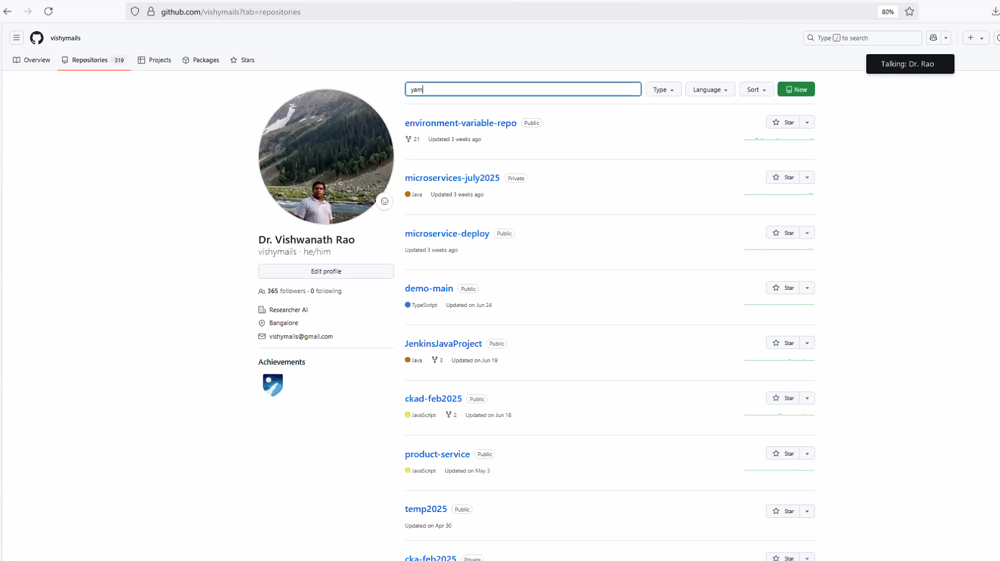 github.com/vishymails?tab=repositories
80%
vishymails
Type / to search
Overview
Repositories 319
Projects
Packages
Stars
Talking: Dr. Rao
yam
Type
Language
Sort
New
environment-variable-repo Public
Star
21 Updated 3 weeks ago
microservices-july2025 Private
Star
Java Updated 3 weeks ago
microservice-deploy Public
Star
Updated 3 weeks ago
demo-main Public
Star
TypeScript Updated on Jun 24
JenkinsJavaProject Public
Star
Java 3 Updated on Jun 19
ckad-feb2025 Public
Star
JavaScript 2 Updated on Jun 18
product-service Public
Star
JavaScript Updated on May 3
temp2025 Public
Star
Updated on Apr 30
cka-feb2025 Private
Star
Dr. Vishwanath Rao
vishymails · he/him
Edit profile
365 followers · 0 following
Researcher AI
Bangalore
vishymails@gmail.com
Achievements